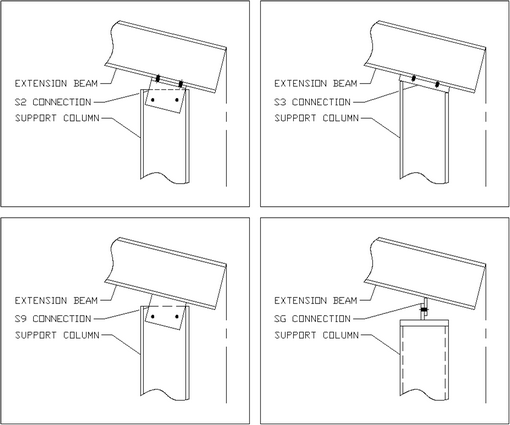 EXTENSION BEAM
S2 CONNECTION
SUPPORT COLUMN
EXTENSION BEAM
S3 CONNECTION
SUPPORT COLUMN
EXTENSION BEAM
S9 CONNECTION
SUPPORT COLUMN
EXTENSION BEAM
SG CONNECTION
SUPPORT COLUMN